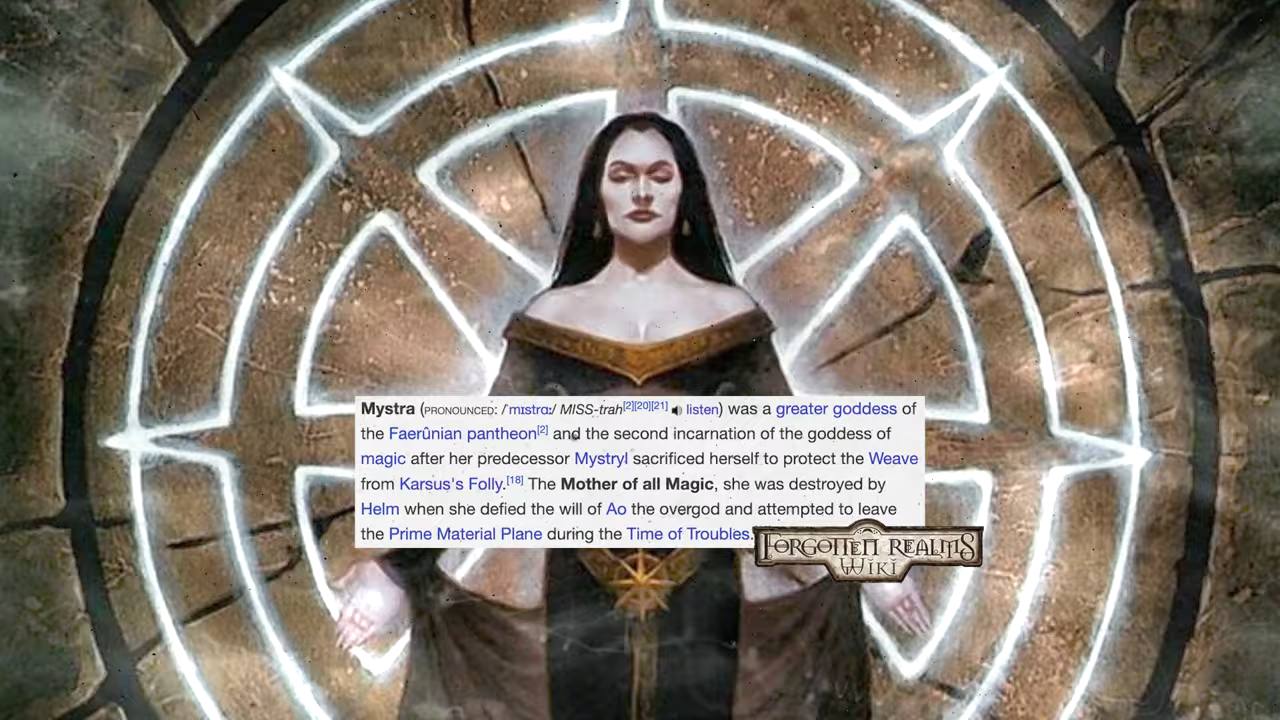 Mystra (PRONOUNCED: /ˈmɪstrɑː/ MISS-trah[2][20][21] listen) was a greater goddess of
the Faerûnian pantheon[2] and the second incarnation of the goddess of
magic after her predecessor Mystryl sacrificed herself to protect the Weave
from Karsus's Folly.[18] The Mother of all Magic, she was destroyed by
Helm when she defied the will of Ao the overgod and attempted to leave
the Prime Material Plane during the Time of Troubles.
FORGOTTEN REALMS
WIKI